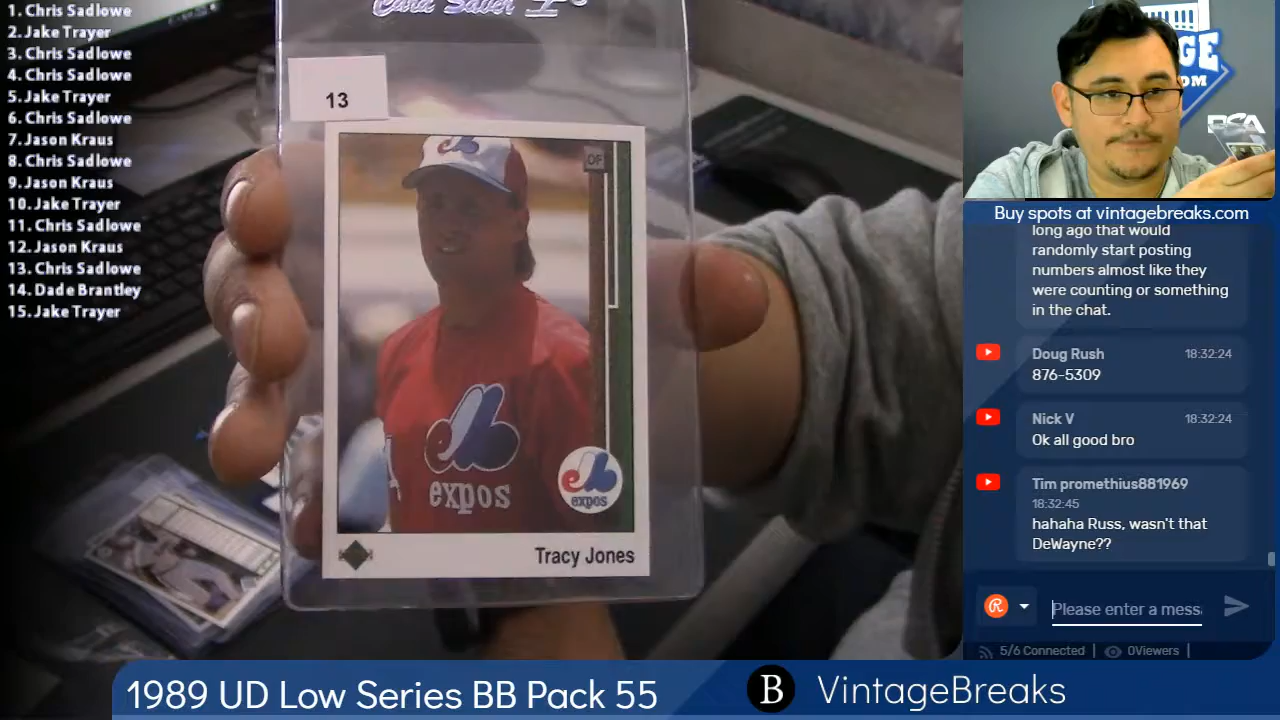 1. Chris Sadlowe
2. Jake Trayer
3. Chris Sadlowe
4. Chris Sadlowe
5. Jake Trayer
6. Chris Sadlowe
7. Jason Kraus
8. Chris Sadlowe
9. Jason Kraus
10. Jake Trayer
11. Chris Sadlowe
12. Jason Kraus
13. Chris Sadlowe
14. Dade Brantley
15. Jake Trayer
Card Saver I
13
OF
expos
expos
Tracy Jones
PSA
Buy spots at vintagebreaks.com
long ago that would
randomly start posting
numbers almost like they
were counting or something
in the chat.
Doug Rush 18:32:24
876-5309
Nick V 18:32:24
Ok all good bro
Tim promethius881969
18:32:45
hahaha Russ, wasn't that
DeWayne??
Please enter a messa
5/6 Connected | 0Viewers |
1989 UD Low Series BB Pack 55
B VintageBreaks